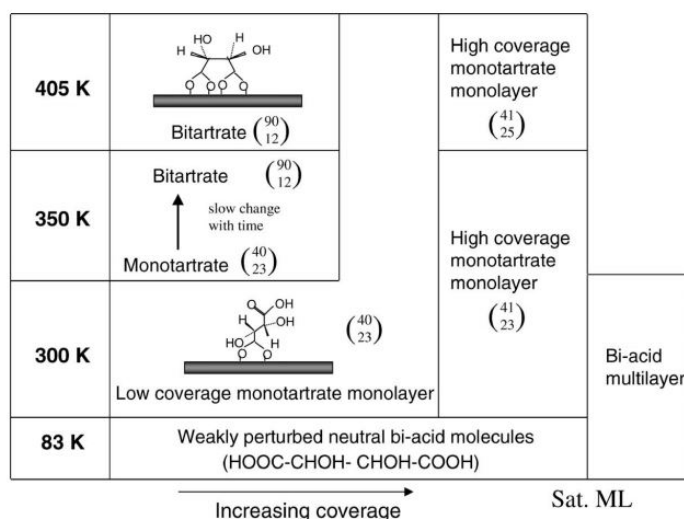 405 K
HO
H
H
OH
O O O O
Bitartrate (90 12)
High coverage
monotartrate
monolayer
(41 25)
350 K
Bitartrate (90 12)
slow change
with time
Monotartrate (40 23)
High coverage
monotartrate
monolayer
(41 23)
300 K
O OH
H
OH
HO H
O O
(40 23)
Low coverage monotartrate monolayer
Bi-acid
multilayer
83 K
Weakly perturbed neutral bi-acid molecules
(HOOC-CHOH- CHOH-COOH)
Increasing coverage
Sat. ML